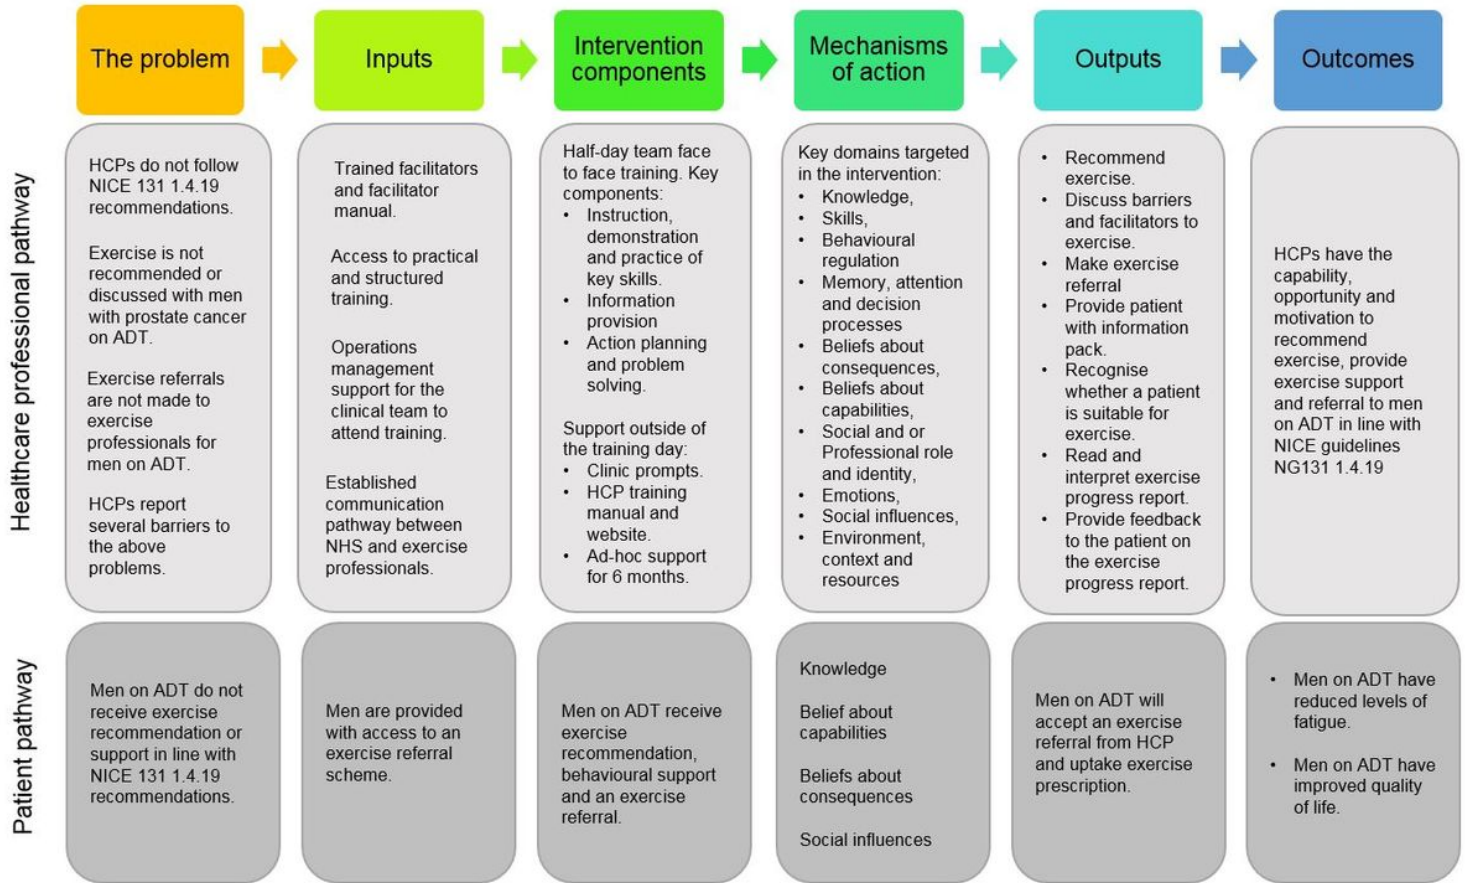 The problem
Inputs
Intervention
components
Mechanisms
of action
Outputs
Outcomes
Healthcare professional pathway
HCPs do not follow
NICE 131 1.4.19
recommendations.
Exercise is not
recommended or
discussed with men
with prostate cancer
on ADT.
Exercise referrals
are not made to
exercise
professionals for
men on ADT.
HCPs report
several barriers to
the above
problems.
Trained facilitators
and facilitator
manual.
Access to practical
and structured
training.
Operations
management
support for the
clinical team to
attend training.
Established
communication
pathway between
NHS and exercise
professionals.
Half-day team face
to face training. Key
components:
• Instruction,
demonstration
and practice of
key skills.
• Information
provision
• Action planning
and problem
solving.
Support outside of
the training day:
• Clinic prompts.
• HCP training
manual and
website.
• Ad-hoc support
for 6 months.
Key domains targeted
in the intervention:
• Knowledge,
• Skills,
• Behavioural
regulation
• Memory, attention
and decision
processes
• Beliefs about
consequences,
• Beliefs about
capabilities,
• Social and or
Professional role
and identity,
• Emotions,
• Social influences,
• Environment,
context and
resources
• Recommend
exercise.
• Discuss barriers
and facilitators to
exercise.
• Make exercise
referral
• Provide patient
with information
pack.
• Recognise
whether a patient
is suitable for
exercise.
• Read and
interpret exercise
progress report.
• Provide feedback
to the patient on
the exercise
progress report.
HCPs have the
capability,
opportunity and
motivation to
recommend
exercise, provide
exercise support
and referral to men
on ADT in line with
NICE guidelines
NG131 1.4.19
Patient pathway
Men on ADT do not
receive exercise
recommendation or
support in line with
NICE 131 1.4.19
recommendations.
Men are provided
with access to an
exercise referral
scheme.
Men on ADT receive
exercise
recommendation,
behavioural support
and an exercise
referral.
Knowledge
Belief about
capabilities
Beliefs about
consequences
Social influences
Men on ADT will
accept an exercise
referral from HCP
and uptake exercise
prescription.
• Men on ADT have
reduced levels of
fatigue.
• Men on ADT have
improved quality
of life.